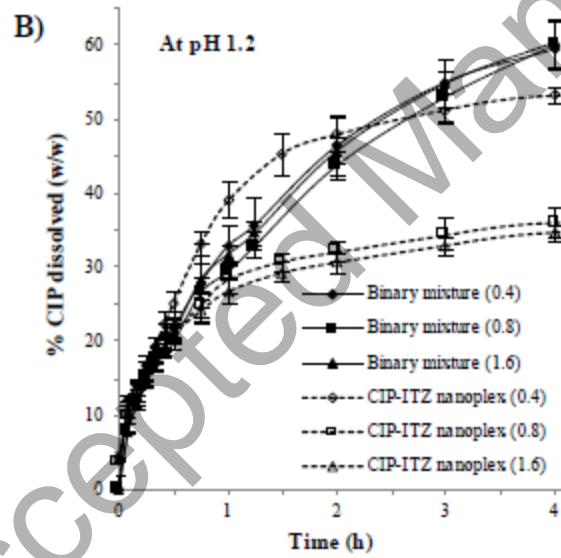 B)
At pH 1.2
% CIP dissolved (w/w)
60
50
40
30
20
10
0
Binary mixture (0.4)
Binary mixture (0.8)
Binary mixture (1.6)
CIP-ITZ nanoplex (0.4)
CIP-ITZ nanoplex (0.8)
CIP-ITZ nanoplex (1.6)
0 1 2 3 4
Time (h)
ccepted Man